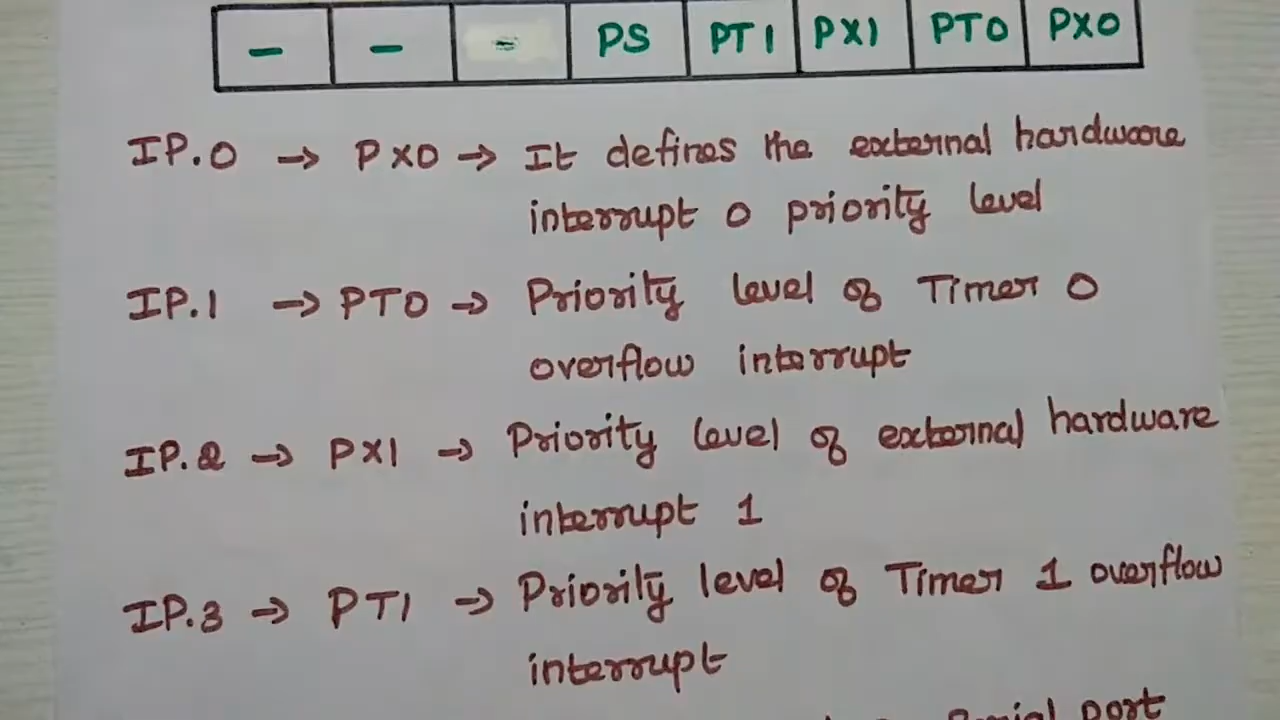 - - - PS PT1 PX1 PT0 PX0
IP.0 → PX0 → It defines the external hardware
interrupt 0 priority level
IP.1 → PT0 → Priority level of Timer 0
overflow interrupt
IP.2 → PX1 → Priority level of external hardware
interrupt 1
IP.3 → PT1 → Priority level of Timer 1 overflow
interrupt
Serial port